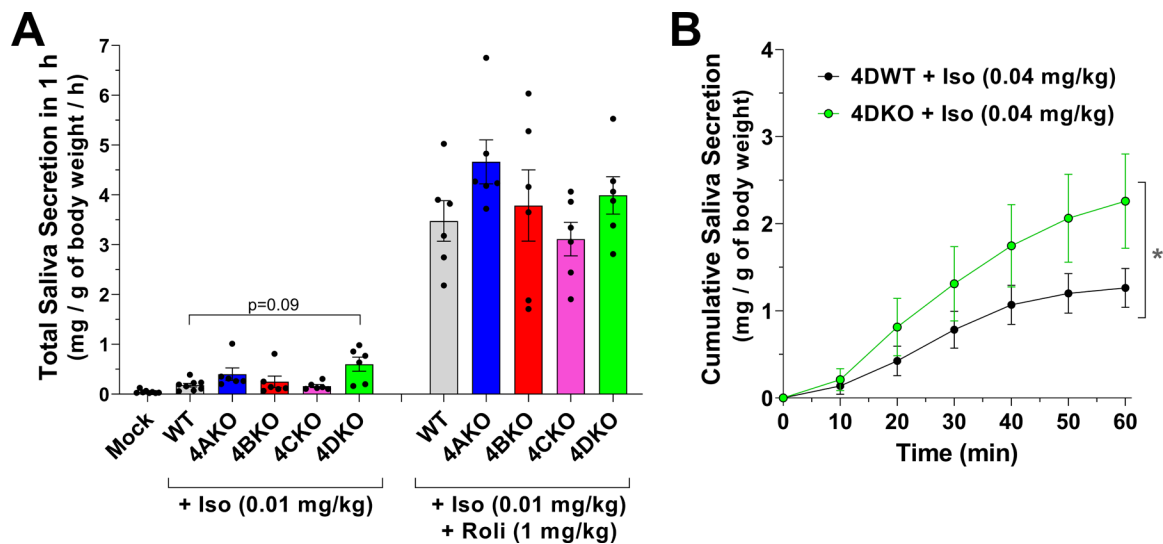 A
Total Saliva Secretion in 1 h
(mg / g of body weight / h)
7
6
5
4
3
2
1
0
p=0.09
Mock
WT
4AKO
4BKO
4CKO
4DKO
WT
4AKO
4BKO
4CKO
4DKO
+ Iso (0.01 mg/kg)
+ Iso (0.01 mg/kg)
+ Roli (1 mg/kg)
B
Cumulative Saliva Secretion
(mg / g of body weight)
4
3
2
1
0
4DWT + Iso (0.04 mg/kg)
4DKO + Iso (0.04 mg/kg)
*
0 10 20 30 40 50 60
Time (min)